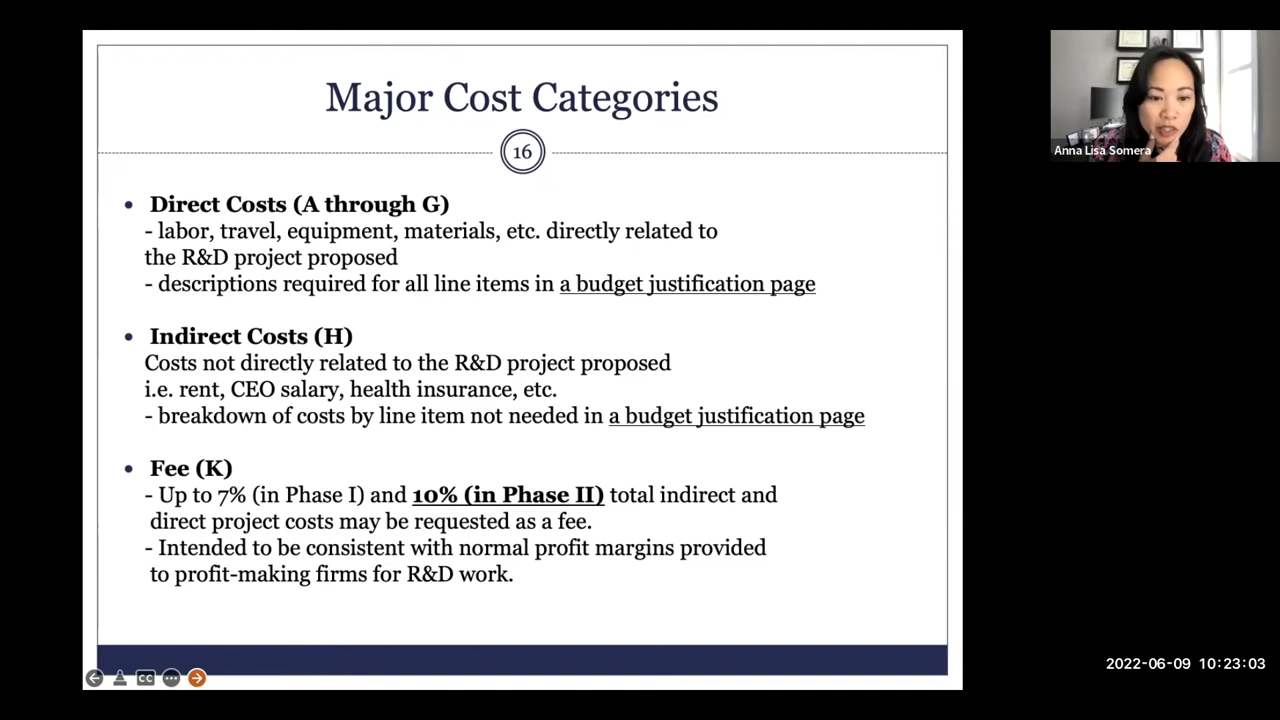 Major Cost Categories
16
• Direct Costs (A through G)
- labor, travel, equipment, materials, etc. directly related to
the R&D project proposed
- descriptions required for all line items in a budget justification page
• Indirect Costs (H)
Costs not directly related to the R&D project proposed
i.e. rent, CEO salary, health insurance, etc.
- breakdown of costs by line item not needed in a budget justification page
• Fee (K)
- Up to 7% (in Phase I) and 10% (in Phase II) total indirect and
direct project costs may be requested as a fee.
- Intended to be consistent with normal profit margins provided
to profit-making firms for R&D work.
CC
Anna Lisa Somera
2022-06-09 10:23:03